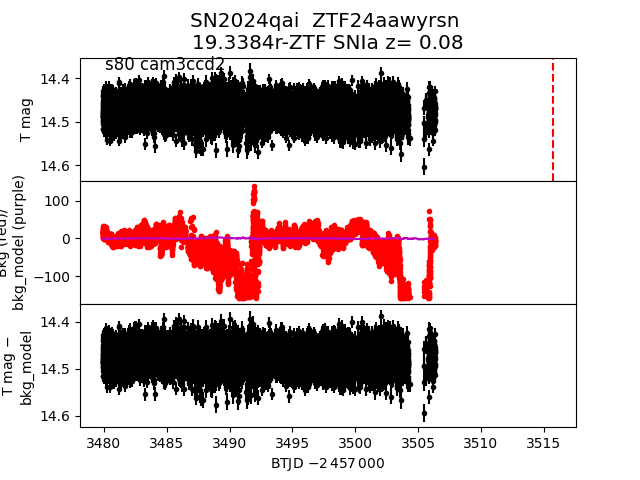 SN2024qai  ZTF24aawyrsn
19.3384r-ZTF SNIa z= 0.08
s80 cam3ccd2
T mag
14.4
14.5
14.6
Bkg (red)/
bkg_model (purple)
100
0
−100
T mag −
bkg_model
14.4
14.5
14.6
3480 3485 3490 3495 3500 3505 3510 3515
BTJD −2 457 000